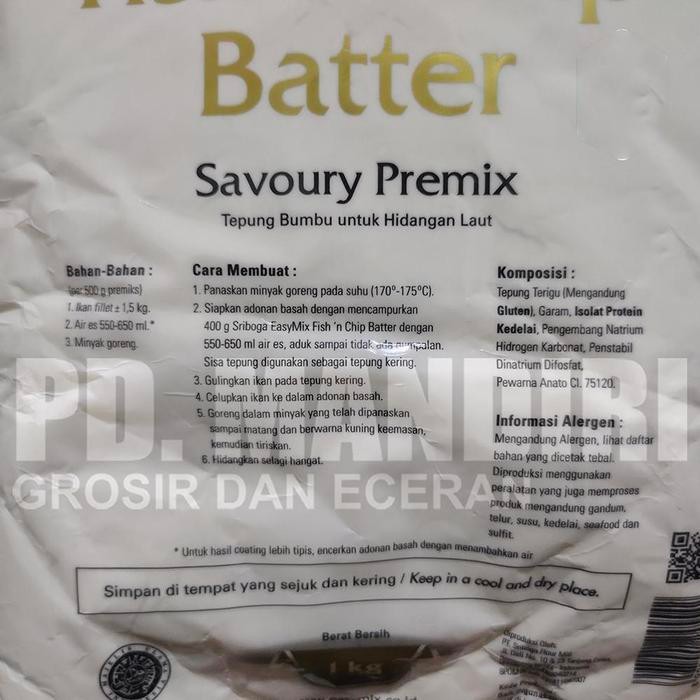 Batter
Savoury Premix
Tepung Bumbu untuk Hidangan Laut
Bahan-Bahan :
(per 500 g premiks)
1. Ikan fillet ± 1,5 kg.
2. Air es 550-650 ml.*
3. Minyak goreng.
Cara Membuat :
1. Panaskan minyak goreng pada suhu (170º-175ºC).
2. Siapkan adonan basah dengan mencampurkan
400 g Sriboga EasyMix Fish 'n Chip Batter dengan
550-650 ml air es, aduk sampai tidak ada gumpalan.
Sisa tepung digunakan sebagai tepung kering.
3. Gulingkan ikan pada tepung kering.
4. Celupkan ikan ke dalam adonan basah.
5. Goreng dalam minyak yang telah dipanaskan
sampai matang dan berwarna kuning keemasan,
kemudian tiriskan.
6. Hidangkan selagi hangat.
Komposisi :
Tepung Terigu (Mengandung
Gluten), Garam, Isolat Protein
Kedelai, Pengembang Natrium
Hidrogen Karbonat, Penstabil
Dinatrium Difosfat,
Pewarna Anato CI. 75120.
Informasi Alergen :
Mengandung Alergen, lihat daftar
bahan yang dicetak tebal.
Diproduksi menggunakan
peralatan yang juga memproses
produk mengandung gandum,
telur, susu, kedelai, seafood dan
sulfit.
PD. MANDIRI
GROSIR DAN ECERAN
* Untuk hasil coating lebih tipis, encerkan adonan basah dengan menambahkan air
Simpan di tempat yang sejuk dan kering / Keep in a cool and dry place.
Berat Bersih
1 kg
Diproduksi Oleh: